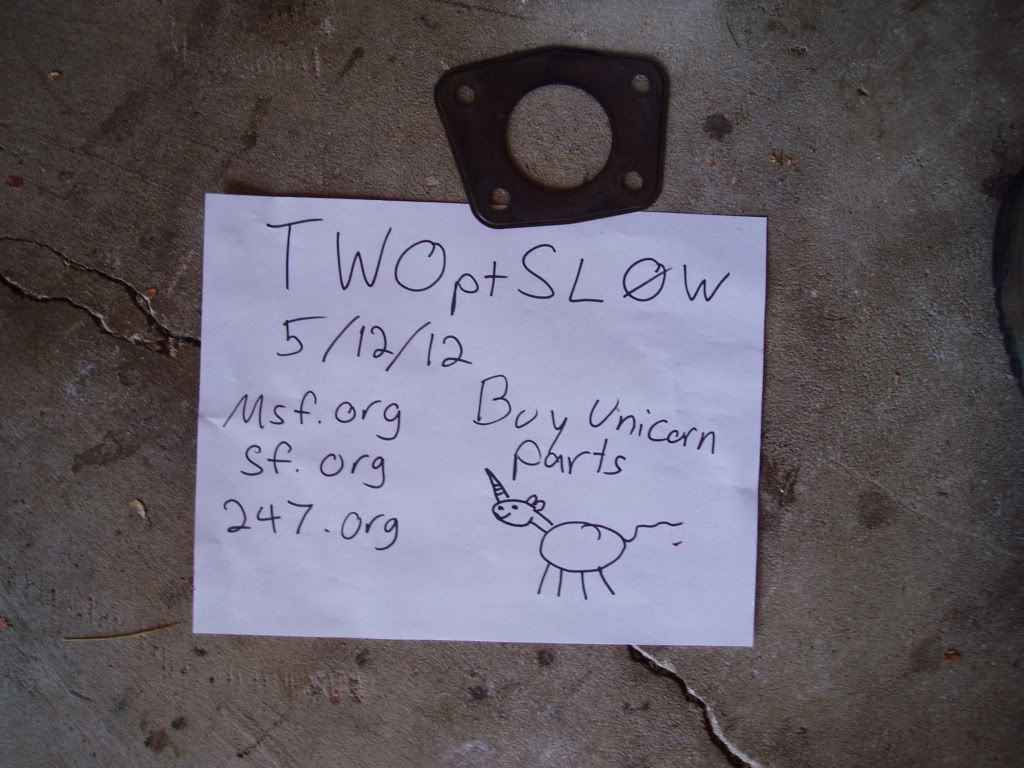 TWOptSLØW
5/12/12
Msf.org
Sf.org
247.org
Buy Unicorn
Parts